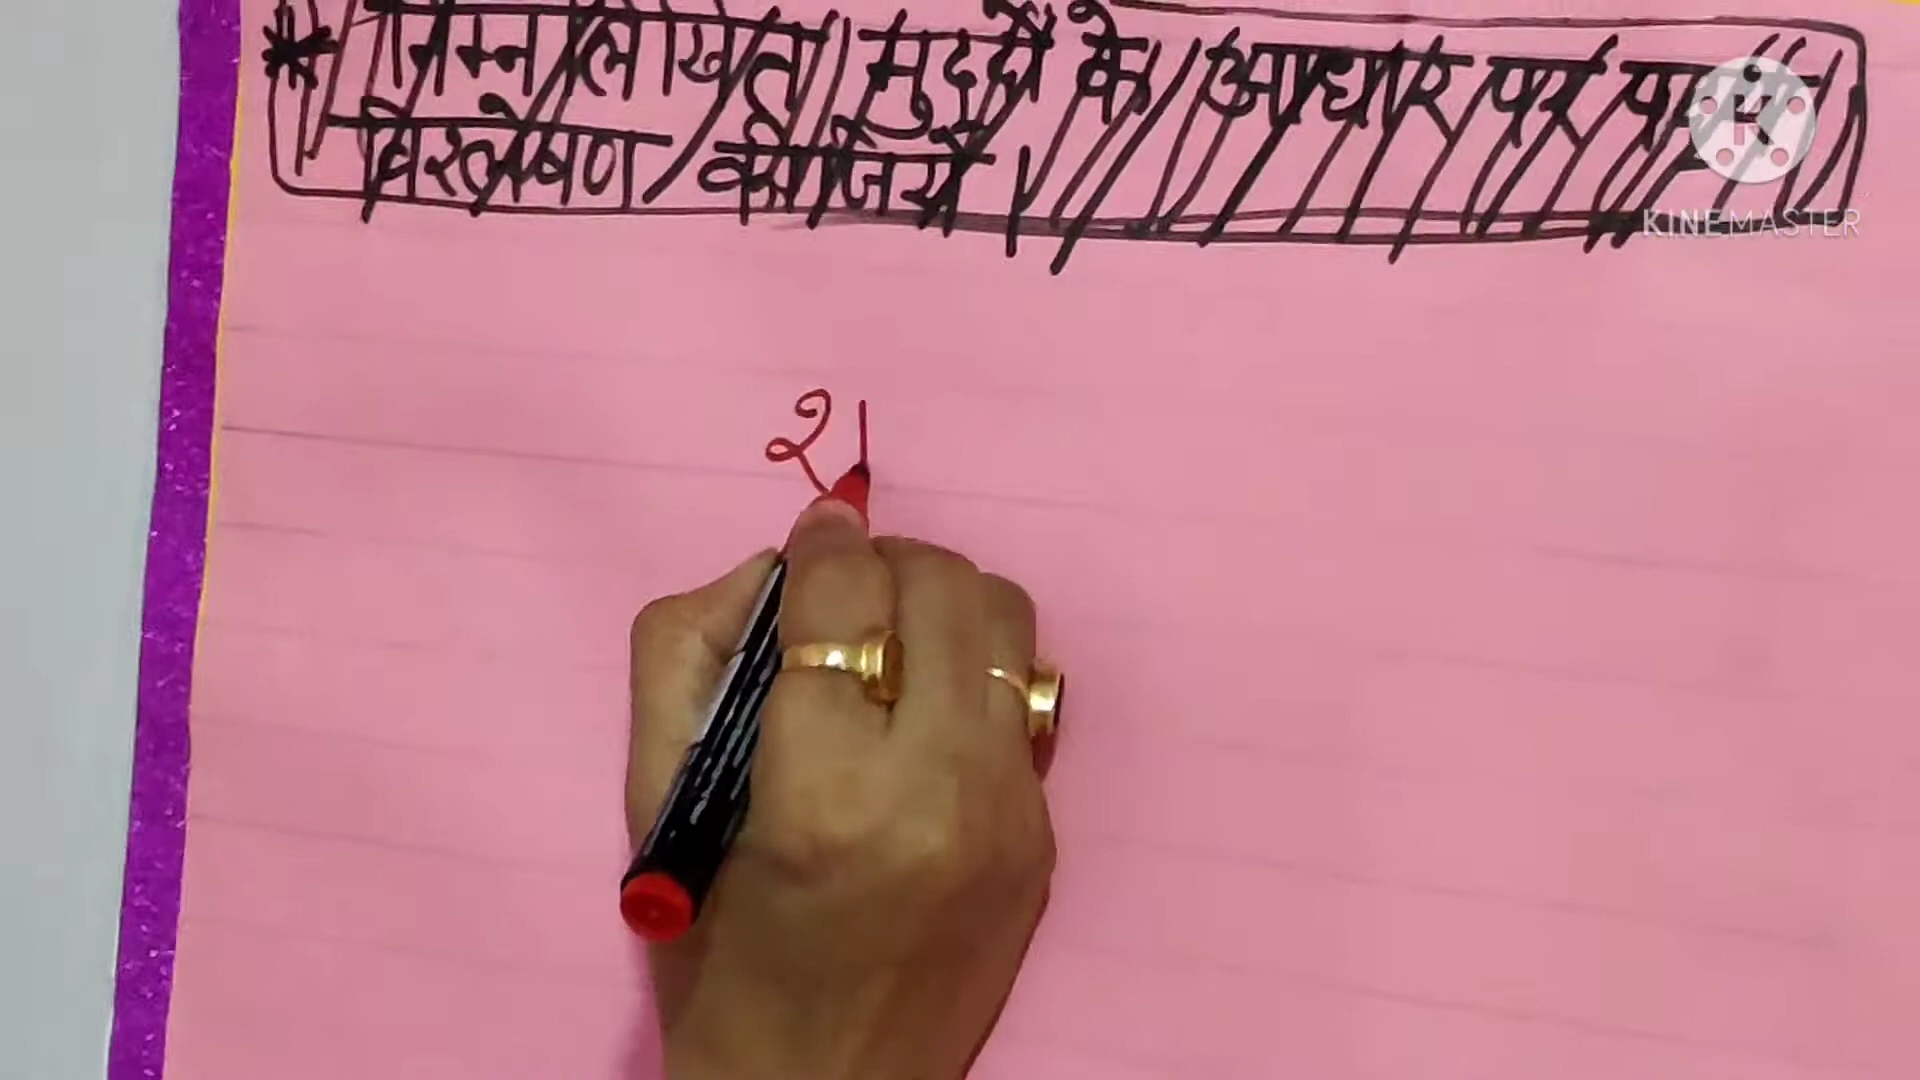 * निम्नलिखित मुद्दों के आधार पर
विश्लेषण कीजिये।
श
KINEMASTER